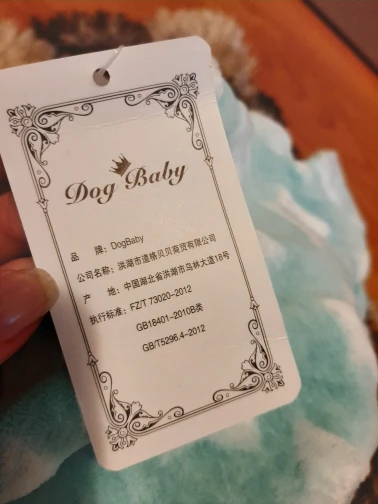 Dog Baby
品 牌：DogBaby
公司名称：洪湖市道格贝贝商贸有限公司
产 地：中国湖北省洪湖市乌林大道18号
执行标准：FZ/T 73020-2012
GB18401-2010B类
GB/T5296.4-2012